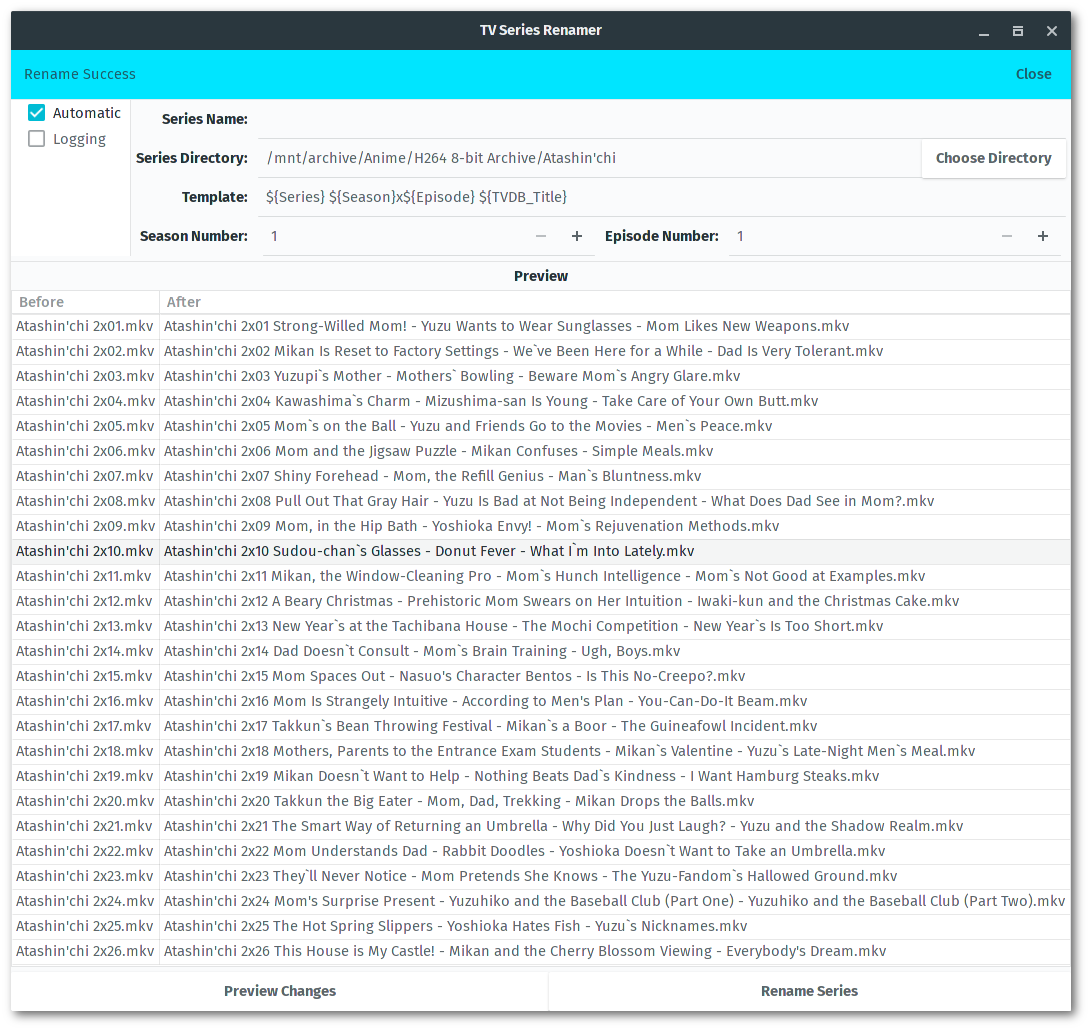 TV Series Renamer
Rename Success Close
Automatic
Logging
Series Name:
Series Directory: /mnt/archive/Anime/H264 8-bit Archive/Atashin'chi Choose Directory
Template: ${Series} ${Season}x${Episode} ${TVDB_Title}
Season Number: 1 − + Episode Number: 1 − +
Preview
Before After
Atashin'chi 2x01.mkv Atashin'chi 2x01 Strong-Willed Mom! - Yuzu Wants to Wear Sunglasses - Mom Likes New Weapons.mkv
Atashin'chi 2x02.mkv Atashin'chi 2x02 Mikan Is Reset to Factory Settings - We`ve Been Here for a While - Dad Is Very Tolerant.mkv
Atashin'chi 2x03.mkv Atashin'chi 2x03 Yuzupi`s Mother - Mothers` Bowling - Beware Mom`s Angry Glare.mkv
Atashin'chi 2x04.mkv Atashin'chi 2x04 Kawashima`s Charm - Mizushima-san Is Young - Take Care of Your Own Butt.mkv
Atashin'chi 2x05.mkv Atashin'chi 2x05 Mom`s on the Ball - Yuzu and Friends Go to the Movies - Men`s Peace.mkv
Atashin'chi 2x06.mkv Atashin'chi 2x06 Mom and the Jigsaw Puzzle - Mikan Confuses - Simple Meals.mkv
Atashin'chi 2x07.mkv Atashin'chi 2x07 Shiny Forehead - Mom, the Refill Genius - Man`s Bluntness.mkv
Atashin'chi 2x08.mkv Atashin'chi 2x08 Pull Out That Gray Hair - Yuzu Is Bad at Not Being Independent - What Does Dad See in Mom?.mkv
Atashin'chi 2x09.mkv Atashin'chi 2x09 Mom, in the Hip Bath - Yoshioka Envy! - Mom`s Rejuvenation Methods.mkv
Atashin'chi 2x10.mkv Atashin'chi 2x10 Sudou-chan`s Glasses - Donut Fever - What I`m Into Lately.mkv
Atashin'chi 2x11.mkv Atashin'chi 2x11 Mikan, the Window-Cleaning Pro - Mom`s Hunch Intelligence - Mom`s Not Good at Examples.mkv
Atashin'chi 2x12.mkv Atashin'chi 2x12 A Beary Christmas - Prehistoric Mom Swears on Her Intuition - Iwaki-kun and the Christmas Cake.mkv
Atashin'chi 2x13.mkv Atashin'chi 2x13 New Year`s at the Tachibana House - The Mochi Competition - New Year`s Is Too Short.mkv
Atashin'chi 2x14.mkv Atashin'chi 2x14 Dad Doesn`t Consult - Mom`s Brain Training - Ugh, Boys.mkv
Atashin'chi 2x15.mkv Atashin'chi 2x15 Mom Spaces Out - Nasuo's Character Bentos - Is This No-Creepo?.mkv
Atashin'chi 2x16.mkv Atashin'chi 2x16 Mom Is Strangely Intuitive - According to Men's Plan - You-Can-Do-It Beam.mkv
Atashin'chi 2x17.mkv Atashin'chi 2x17 Takkun`s Bean Throwing Festival - Mikan`s a Boor - The Guineafowl Incident.mkv
Atashin'chi 2x18.mkv Atashin'chi 2x18 Mothers, Parents to the Entrance Exam Students - Mikan`s Valentine - Yuzu`s Late-Night Men`s Meal.mkv
Atashin'chi 2x19.mkv Atashin'chi 2x19 Mikan Doesn`t Want to Help - Nothing Beats Dad`s Kindness - I Want Hamburg Steaks.mkv
Atashin'chi 2x20.mkv Atashin'chi 2x20 Takkun the Big Eater - Mom, Dad, Trekking - Mikan Drops the Balls.mkv
Atashin'chi 2x21.mkv Atashin'chi 2x21 The Smart Way of Returning an Umbrella - Why Did You Just Laugh? - Yuzu and the Shadow Realm.mkv
Atashin'chi 2x22.mkv Atashin'chi 2x22 Mom Understands Dad - Rabbit Doodles - Yoshioka Doesn`t Want to Take an Umbrella.mkv
Atashin'chi 2x23.mkv Atashin'chi 2x23 They`ll Never Notice - Mom Pretends She Knows - The Yuzu-Fandom`s Hallowed Ground.mkv
Atashin'chi 2x24.mkv Atashin'chi 2x24 Mom's Surprise Present - Yuzuhiko and the Baseball Club (Part One) - Yuzuhiko and the Baseball Club (Part Two).mkv
Atashin'chi 2x25.mkv Atashin'chi 2x25 The Hot Spring Slippers - Yoshioka Hates Fish - Yuzu`s Nicknames.mkv
Atashin'chi 2x26.mkv Atashin'chi 2x26 This House is My Castle! - Mikan and the Cherry Blossom Viewing - Everybody's Dream.mkv
Preview Changes Rename Series